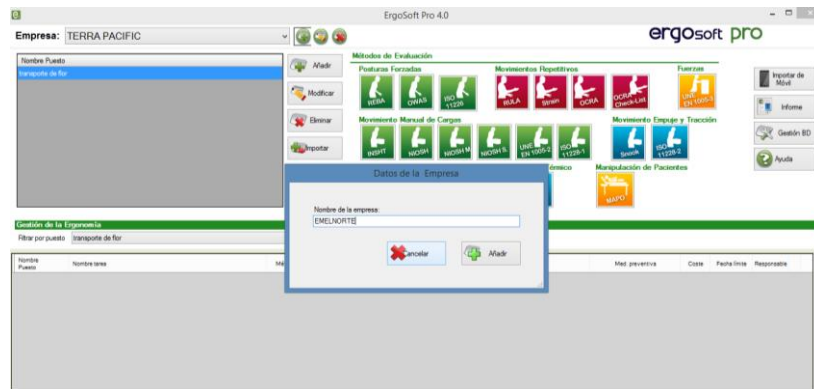 ErgoSoft Pro 4.0
Empresa: TERRA PACIFIC
ergosoft pro
Nombre Puesto
transporte de flor
Añadir
Modificar
Eliminar
Importar
Métodos de Evaluación
Posturas Forzadas
Movimientos Repetitivos
Fuerzas
REBA
OWAS
ISO 11226
RULA
Strain
OCRA
OCRA Check-List
UNE EN 1005-3
Movimiento Manual de Cargas
Movimiento Empuje y Tracción
INSHT
NIOSH
NIOSH M.
NIOSH S.
UNE EN 1005-2
ISO 11228-1
Snook
ISO 11228-2
Manipulación de Pacientes
MAPO
Importar de Móvil
Informe
Gestión BD
Ayuda
Datos de la Empresa
Nombre de la empresa:
EMELNORTE
Cancelar
Añadir
Gestión de la Ergonomía
Filtrar por puesto transporte de flor
Nombre Puesto
Nombre tarea
Med. preventiva
Coste
Fecha límite
Responsable